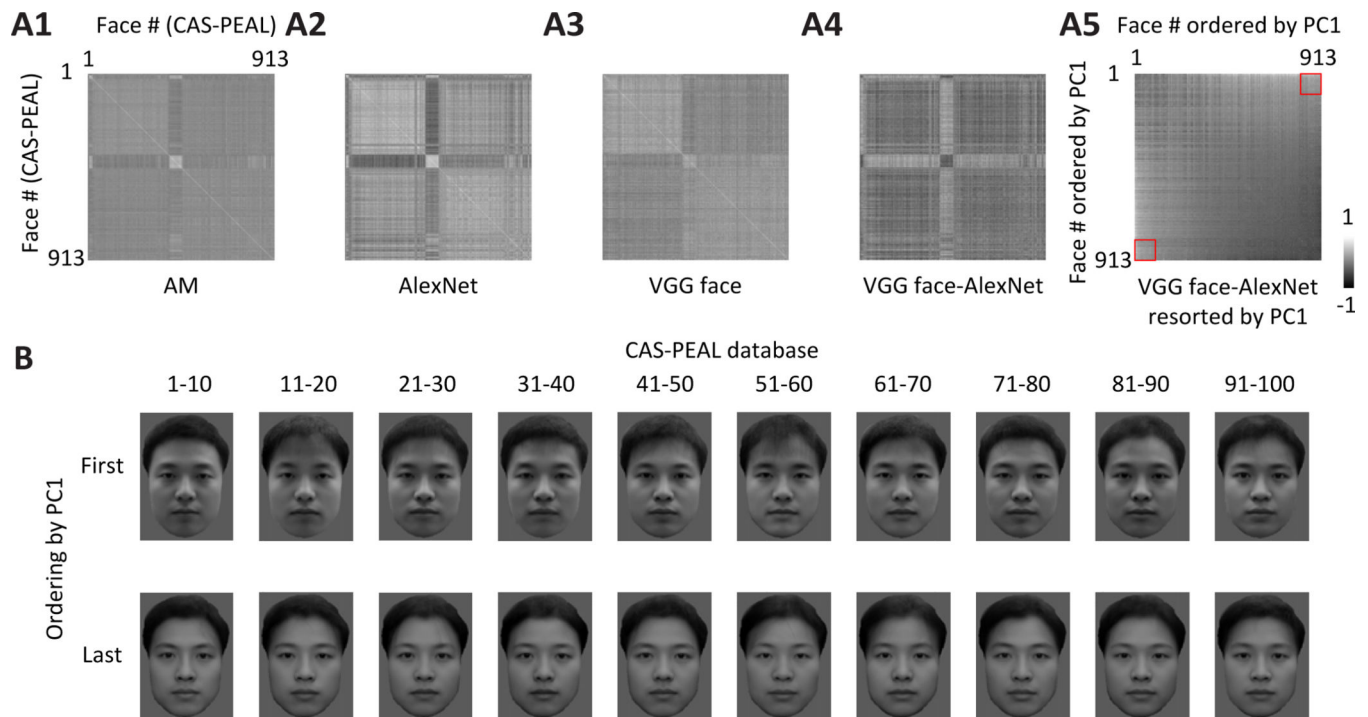 A1 Face # (CAS-PEAL) A2 A3 A4 A5 Face # ordered by PC1
1 913
1 913
1
Face # (CAS-PEAL)
913
1
Face # ordered by PC1
913
1
-1
AM
AlexNet
VGG face
VGG face-AlexNet
VGG face-AlexNet
resorted by PC1
B
CAS-PEAL database
1-10 11-20 21-30 31-40 41-50 51-60 61-70 71-80 81-90 91-100
Ordering by PC1
First
Last